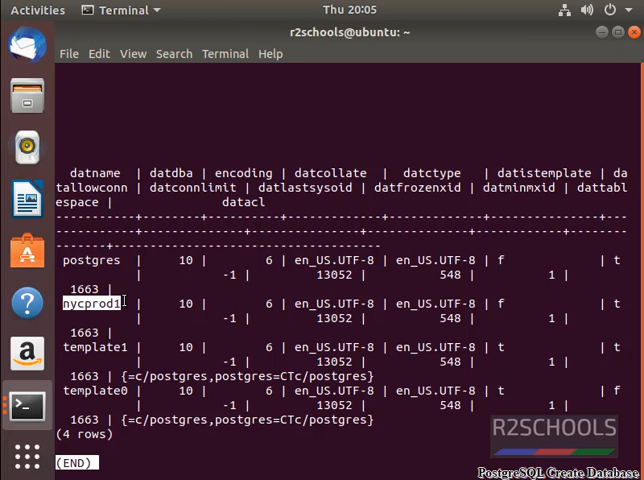 Activities Terminal Thu 20:05
r2schools@ubuntu: ~
File Edit View Search Terminal Help
datname | datdba | encoding | datcollate | datctype | datistemplate | da
tallowconn | datconnlimit | datlastsysoid | datfrozenxid | datminmxid | dattabl
espace | datacl
-----------+--------+----------+-------------+-------------+---------------+---
-----------+--------------+---------------+--------------+------------+--------
-------+-------------------------------------
postgres | 10 | 6 | en_US.UTF-8 | en_US.UTF-8 | f | t
| -1 | 13052 | 548 | 1 |
1663 |
nycprod1 | 10 | 6 | en_US.UTF-8 | en_US.UTF-8 | f | t
| -1 | 13052 | 548 | 1 |
1663 |
template1 | 10 | 6 | en_US.UTF-8 | en_US.UTF-8 | t | t
| -1 | 13052 | 548 | 1 |
1663 | {=c/postgres,postgres=CTc/postgres}
template0 | 10 | 6 | en_US.UTF-8 | en_US.UTF-8 | t | f
| -1 | 13052 | 548 | 1 |
1663 | {=c/postgres,postgres=CTc/postgres}
(4 rows)
R2SCHOOLS
(END)
PostgreSQL Create Database